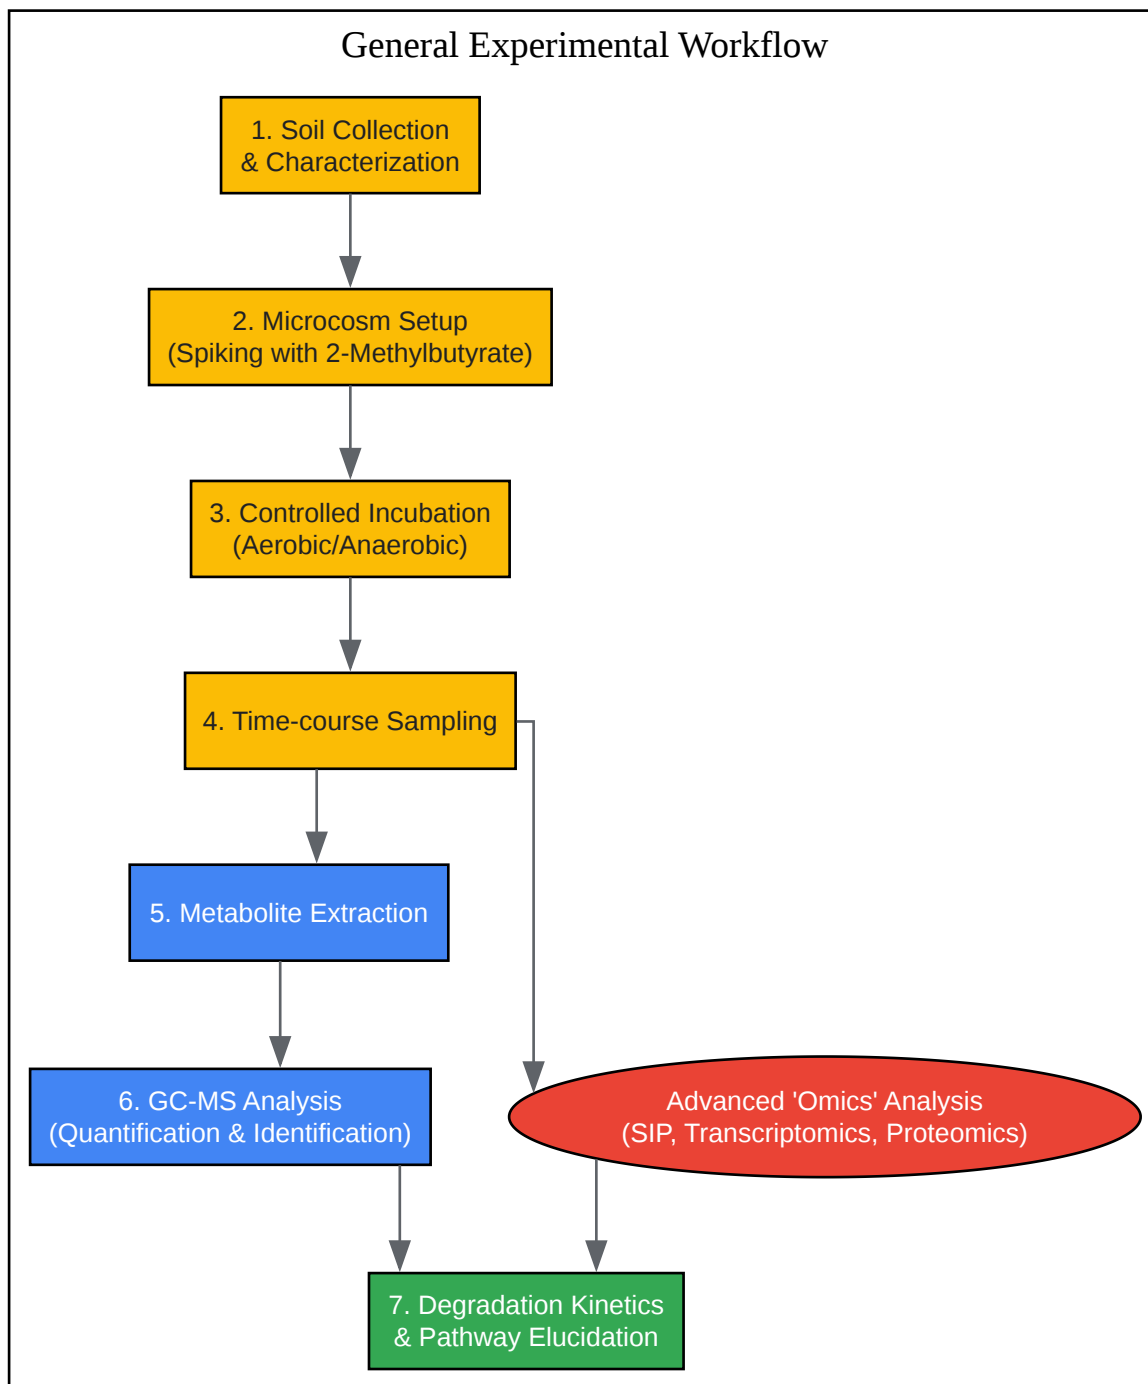 General Experimental Workflow
1. Soil Collection
& Characterization
2. Microcosm Setup
(Spiking with 2-Methylbutyrate)
3. Controlled Incubation
(Aerobic/Anaerobic)
4. Time-course Sampling
5. Metabolite Extraction
6. GC-MS Analysis
(Quantification & Identification)
Advanced 'Omics' Analysis
(SIP, Transcriptomics, Proteomics)
7. Degradation Kinetics
& Pathway Elucidation